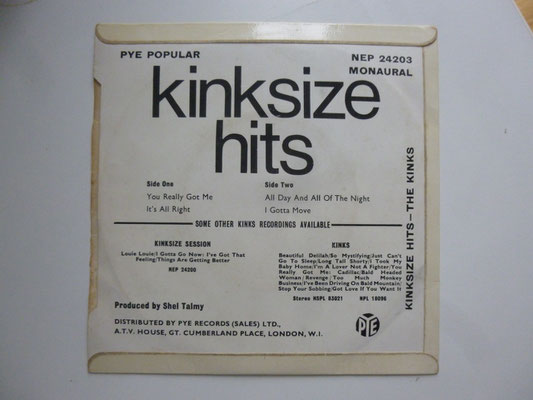 PYE POPULAR
NEP 24203
MONAURAL
kinksize
hits
Side One
You Really Got Me
It's All Right
Side Two
All Day And All Of The Night
I Gotta Move
SOME OTHER KINKS RECORDINGS AVAILABLE
KINKSIZE SESSION
Louie Louie/I Gotta Go Now/I've Got That
Feeling/Things Are Getting Better
NEP 24200
KINKS
Beautiful Delilah/So Mystifying/Just Can't
Go To Sleep/Long Tall Shorty/I Took My
Baby Home/I'm A Lover Not A Fighter/You
Really Got Me/Cadillac/Bald Headed
Woman/Revenge/Too Much Monkey
Business/I've Been Driving On Bald Mountain/
Stop Your Sobbing/Got Love If You Want It
Stereo NSPL 83021 NPL 18096
Produced by Shel Talmy
DISTRIBUTED BY PYE RECORDS (SALES) LTD.,
A.T.V. HOUSE, GT. CUMBERLAND PLACE, LONDON, W.I.
PYE
KINKSIZE HITS—THE KINKS